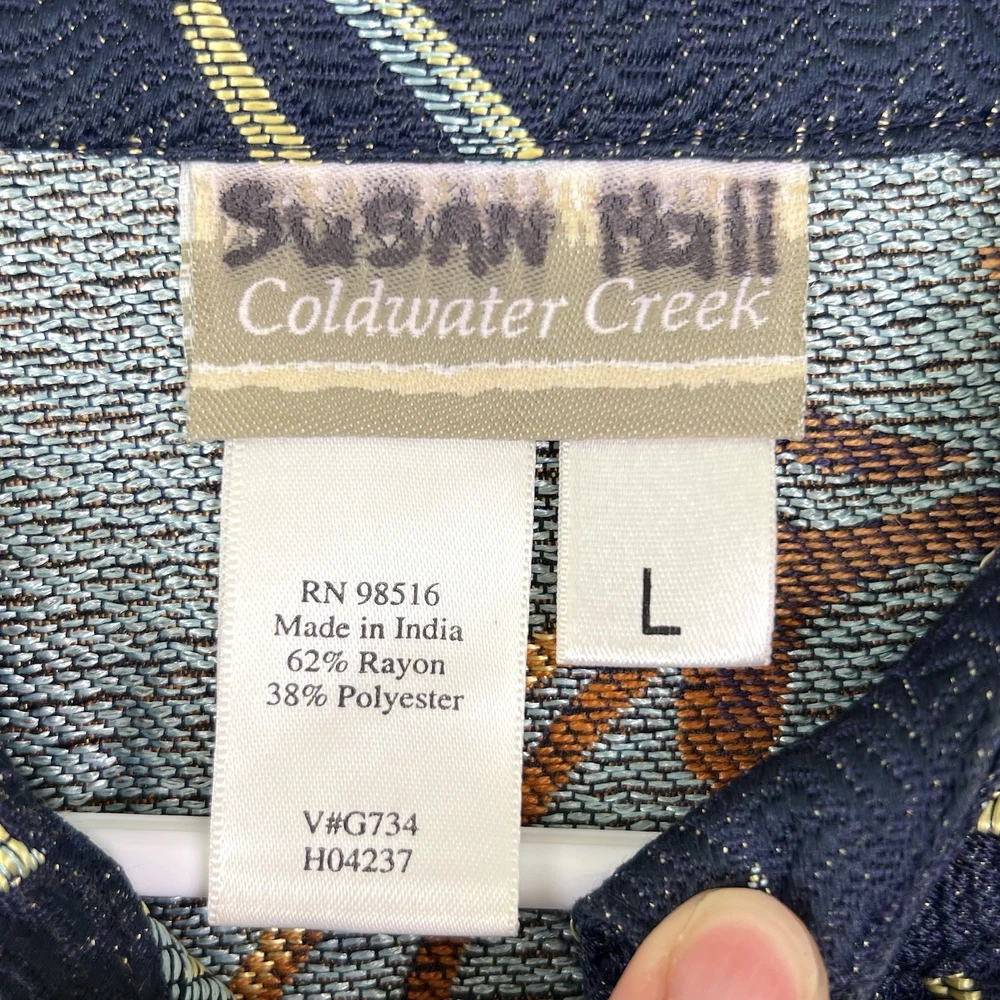 SuSAN Hall
Coldwater Creek
RN 98516
Made in India
62% Rayon
38% Polyester
V#G734
H04237
L